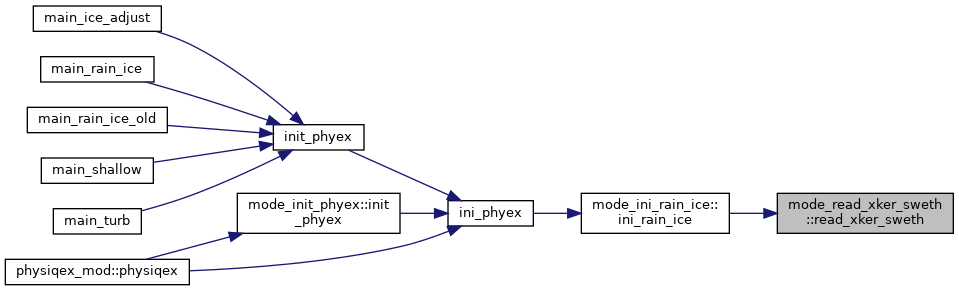 main_ice_adjust
main_rain_ice
main_rain_ice_old
main_shallow
main_turb
physiqex_mod::physiqex
init_phyex
mode_init_phyex::init
_phyex
ini_phyex
mode_ini_rain_ice::
ini_rain_ice
mode_read_xker_sweth
::read_xker_sweth